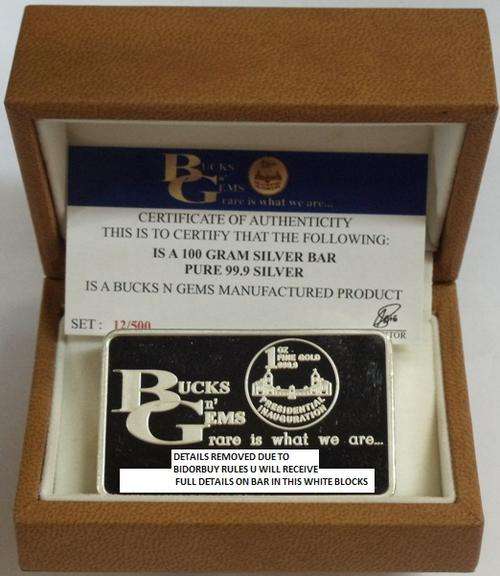 BUCKS
n'
GEMS
rare is what we are...
CERTIFICATE OF AUTHENTICITY
THIS IS TO CERTIFY THAT THE FOLLOWING:
IS A 100 GRAM SILVER BAR
PURE 99.9 SILVER
IS A BUCKS N GEMS MANUFACTURED PRODUCT
SET : 12/500
TOR
BUCKS
n'
GEMS
rare is what we are...
1 OZ
FINE GOLD
999,9
PRESIDENTIAL
INAUGURATION
DETAILS REMOVED DUE TO
BIDORBUY RULES U WILL RECEIVE
FULL DETAILS ON BAR IN THIS WHITE BLOCKS